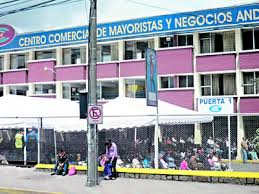 CENTRO COMERCIAL DE MAYORISTAS Y NEGOCIOS AND
PUERTA 1
E